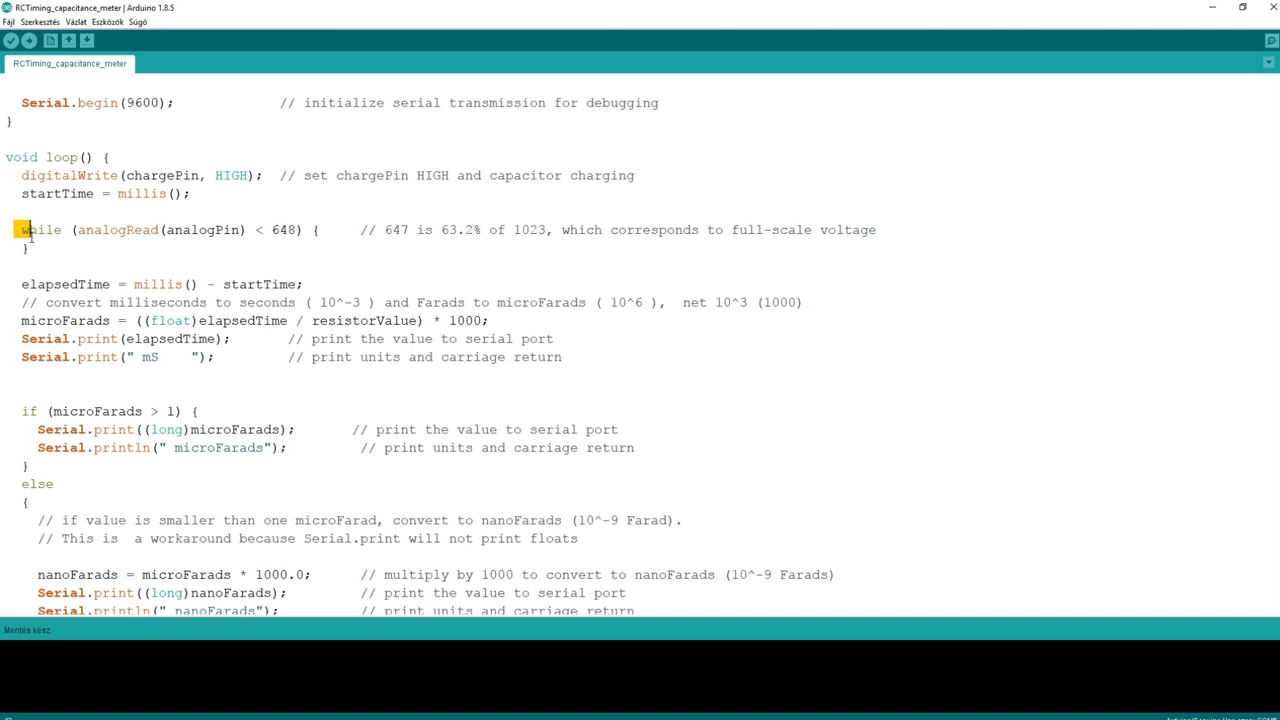 RCTiming_capacitance_meter | Arduino 1.8.5
Fájl Szerkesztés Vázlat Eszközök Súgó
RCTiming_capacitance_meter
Serial.begin(9600);             // initialize serial transmission for debugging
}
void loop() {
  digitalWrite(chargePin, HIGH);  // set chargePin HIGH and capacitor charging
  startTime = millis();
  while (analogRead(analogPin) < 648) {     // 647 is 63.2% of 1023, which corresponds to full-scale voltage
  }
  elapsedTime = millis() - startTime;
  // convert milliseconds to seconds ( 10^-3 ) and Farads to microFarads ( 10^6 ),  net 10^3 (1000)
  microFarads = ((float)elapsedTime / resistorValue) * 1000;
  Serial.print(elapsedTime);       // print the value to serial port
  Serial.print(" mS    ");         // print units and carriage return
  if (microFarads > 1) {
    Serial.print((long)microFarads);       // print the value to serial port
    Serial.println(" microFarads");         // print units and carriage return
  }
  else
  {
    // if value is smaller than one microFarad, convert to nanoFarads (10^-9 Farad).
    // This is  a workaround because Serial.print will not print floats
    nanoFarads = microFarads * 1000.0;      // multiply by 1000 to convert to nanoFarads (10^-9 Farads)
    Serial.print((long)nanoFarads);         // print the value to serial port
    Serial.println(" nanoFarads");          // print units and carriage return
Mentés kész.